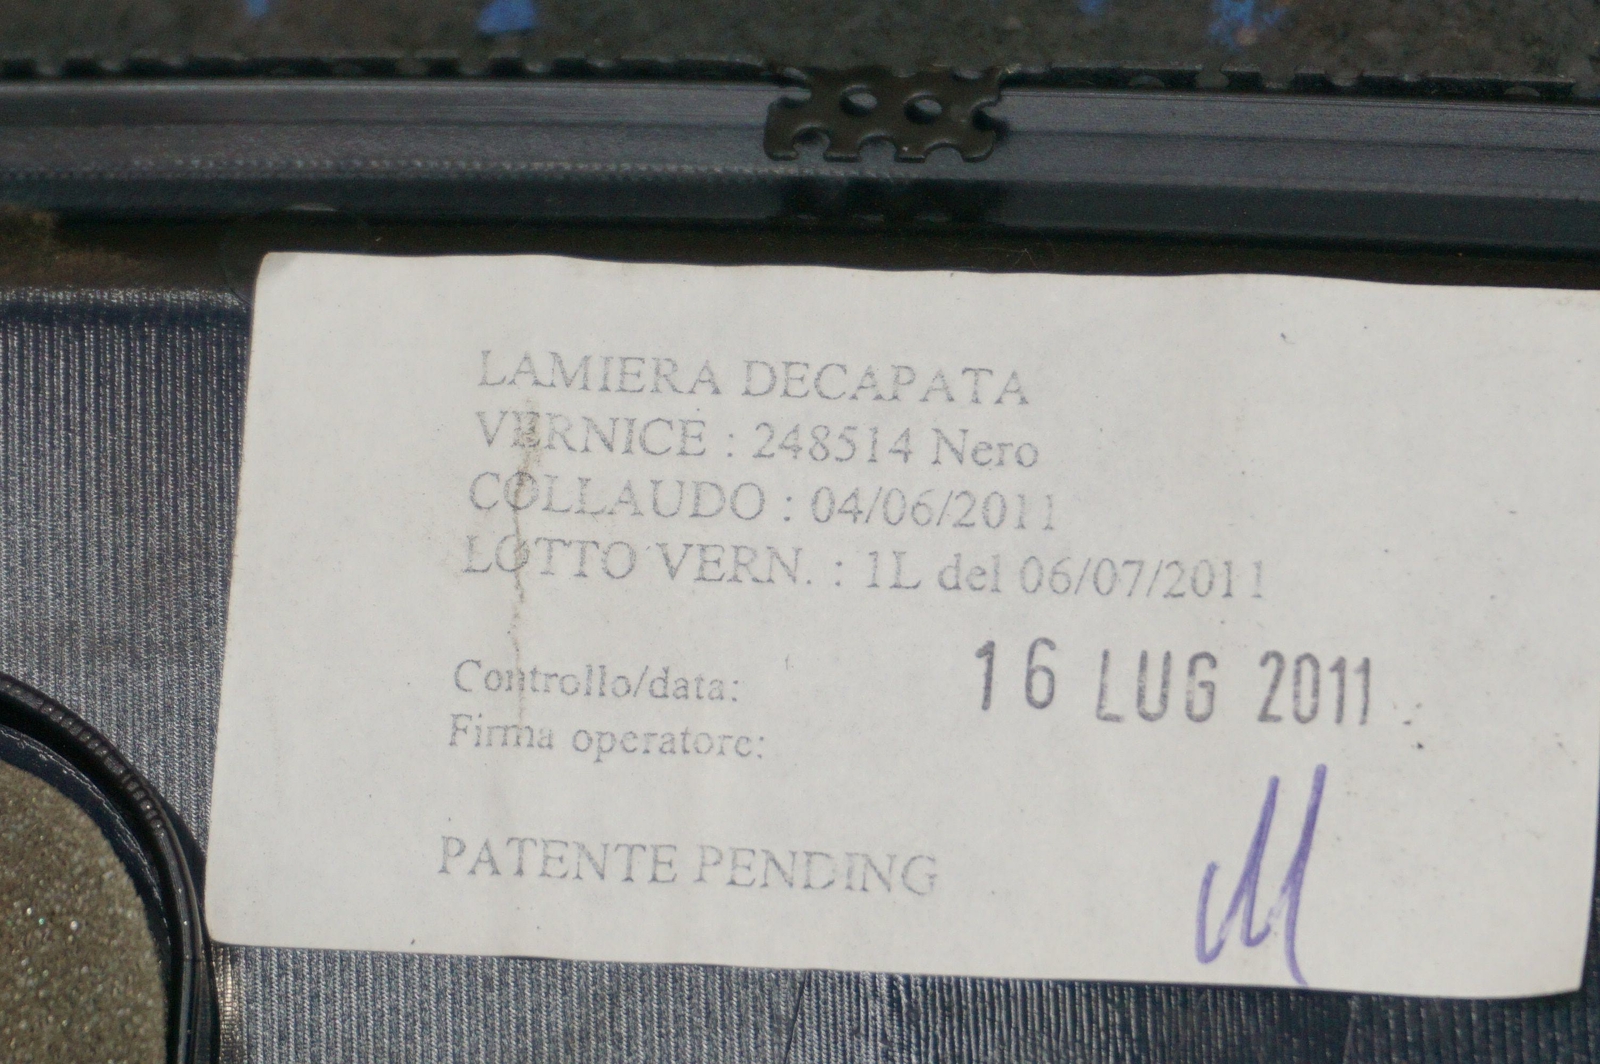 LAMIERA DECAPATA
VERNICE : 248514 Nero
COLLAUDO : 04/06/2011
LOTTO VERN. : 1L del 06/07/2011
Controllo/data: 16 LUG 2011
Firma operatore:
PATENTE PENDING